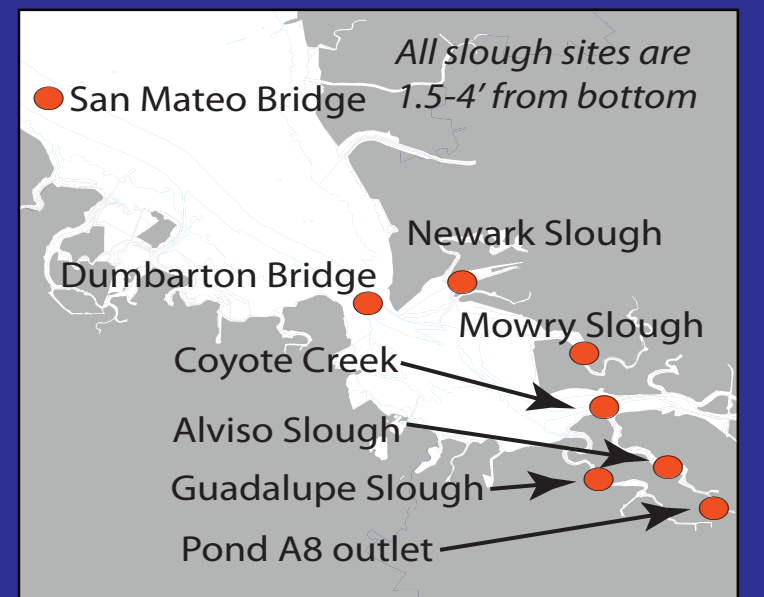 All slough sites are
1.5-4’ from bottom
San Mateo Bridge
Newark Slough
Dumbarton Bridge
Mowry Slough
Coyote Creek
Alviso Slough
Guadalupe Slough
Pond A8 outlet